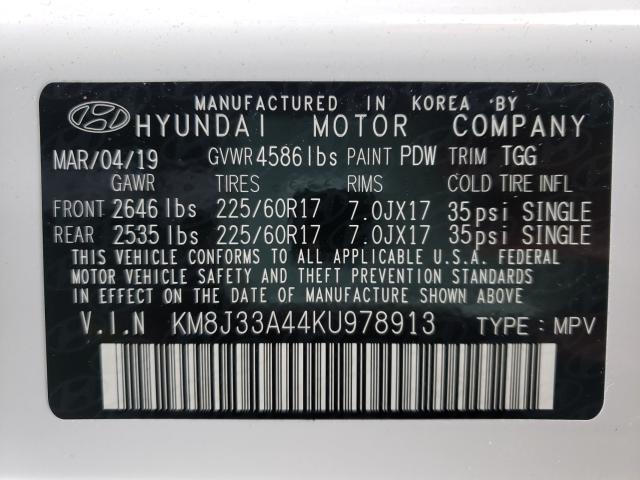 MANUFACTURED IN KOREA BY
HYUNDAI MOTOR COMPANY
MAR/04/19 GVWR 4586lbs PAINT PDW TRIM TGG
GAWR TIRES RIMS COLD TIRE INFL
FRONT 2646 lbs 225/60R17 7.0JX17 35psi SINGLE
REAR 2535 lbs 225/60R17 7.0JX17 35psi SINGLE
THIS VEHICLE CONFORMS TO ALL APPLICABLE U.S.A. FEDERAL
MOTOR VEHICLE SAFETY AND THEFT PREVENTION STANDARDS
IN EFFECT ON THE DATE OF MANUFACTURE SHOWN ABOVE
V.I.N KM8J33A44KU978913 TYPE : MPV